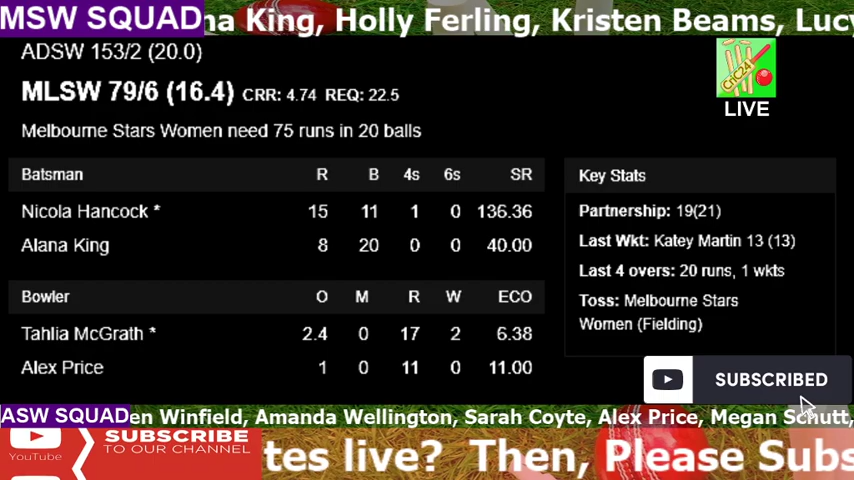 MSW SQUAD na King, Holly Ferling, Kristen Beams, Lucy
ADSW 153/2 (20.0)
MLSW 79/6 (16.4) CRR: 4.74 REQ: 22.5
Melbourne Stars Women need 75 runs in 20 balls
Cric24
LIVE
Batsman R B 4s 6s SR
Nicola Hancock * 15 11 1 0 136.36
Alana King 8 20 0 0 40.00
Bowler O M R W ECO
Tahlia McGrath * 2.4 0 17 2 6.38
Alex Price 1 0 11 0 11.00
Key Stats
Partnership: 19(21)
Last Wkt: Katey Martin 13 (13)
Last 4 overs: 20 runs, 1 wkts
Toss: Melbourne Stars
Women (Fielding)
SUBSCRIBED
ASW SQUAD en Winfield, Amanda Wellington, Sarah Coyte, Alex Price, Megan Schutt,
YouTube
SUBSCRIBE
TO OUR CHANNEL
tes live? Then, Please Subs